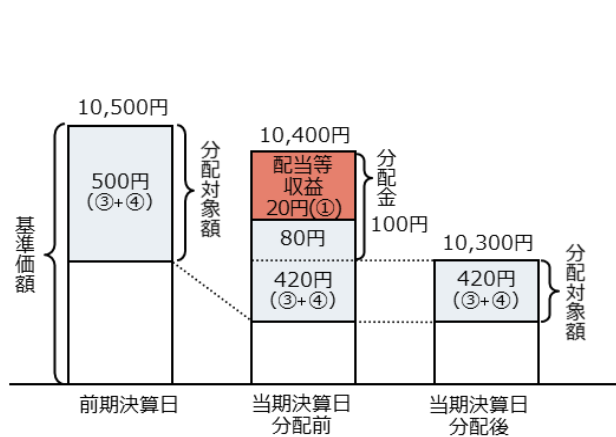 10,500円
500円
(③+④)
分配対象額
基準価額
前期決算日
10,400円
配当等
収益
20円(①)
80円
420円
(③+④)
分配金
100円
当期決算日
分配前
10,300円
420円
(③+④)
分配対象額
当期決算日
分配後